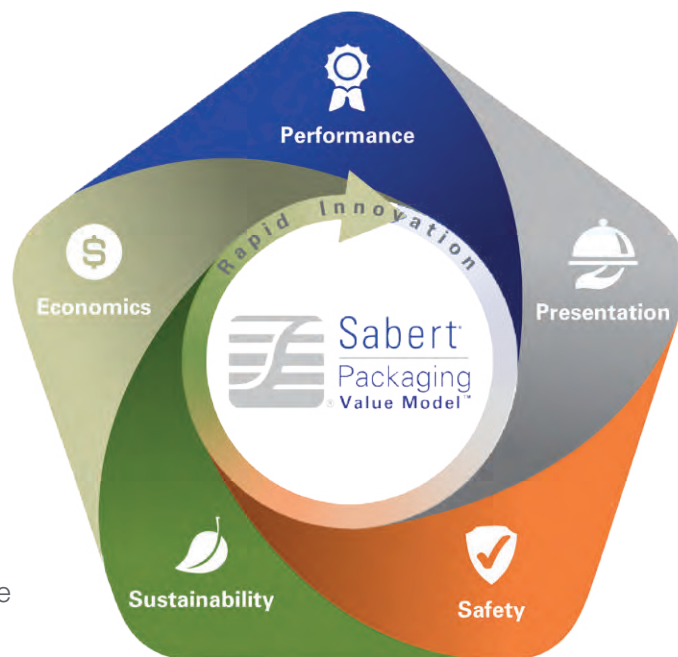 Performance
Rapid Innovation
Economics
Presentation
Sabert
Packaging
® Value Model™
Sustainability
Safety
e